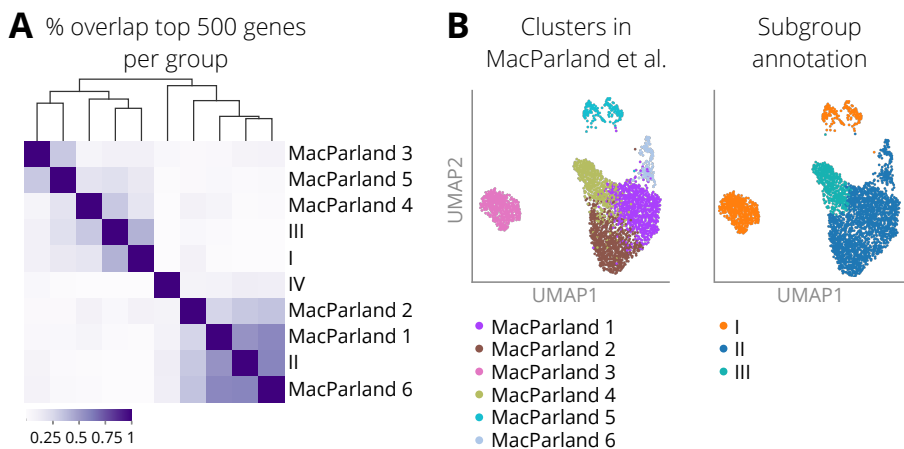 A % overlap top 500 genes
per group
MacParland 3
MacParland 5
MacParland 4
III
I
IV
MacParland 2
MacParland 1
II
MacParland 6
0.25 0.5 0.75 1
B Clusters in
MacParland et al.
UMAP2
UMAP1
MacParland 1
MacParland 2
MacParland 3
MacParland 4
MacParland 5
MacParland 6
Subgroup
annotation
UMAP1
I
II
III